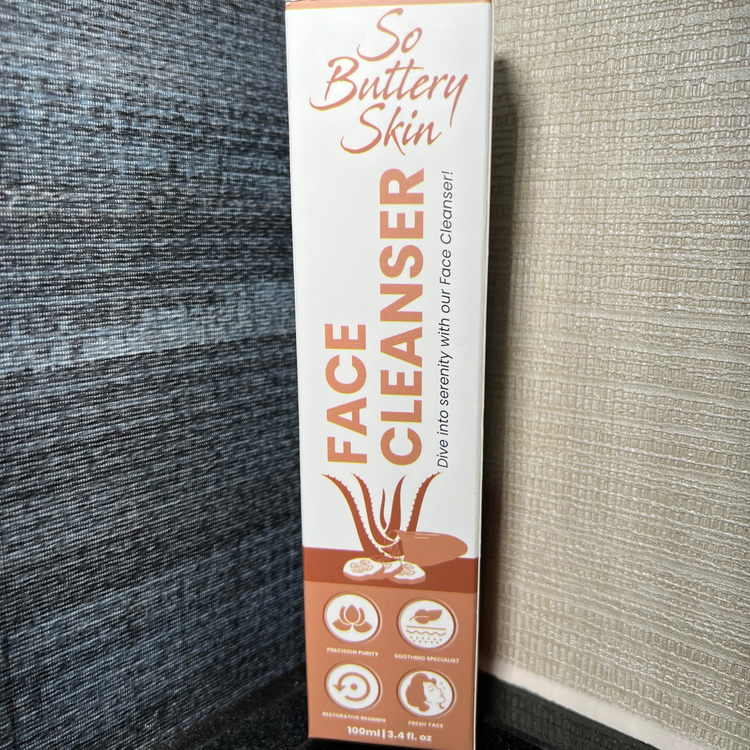 So
Buttery
Skin
FACE
CLEANSER
Dive into serenity with our Face Cleanser!
PRECISION PURITY
SOOTHING SPECIALIST
RESTORATIVE REGIMEN
FRESH FACE
100ml | 3.4 fl. oz